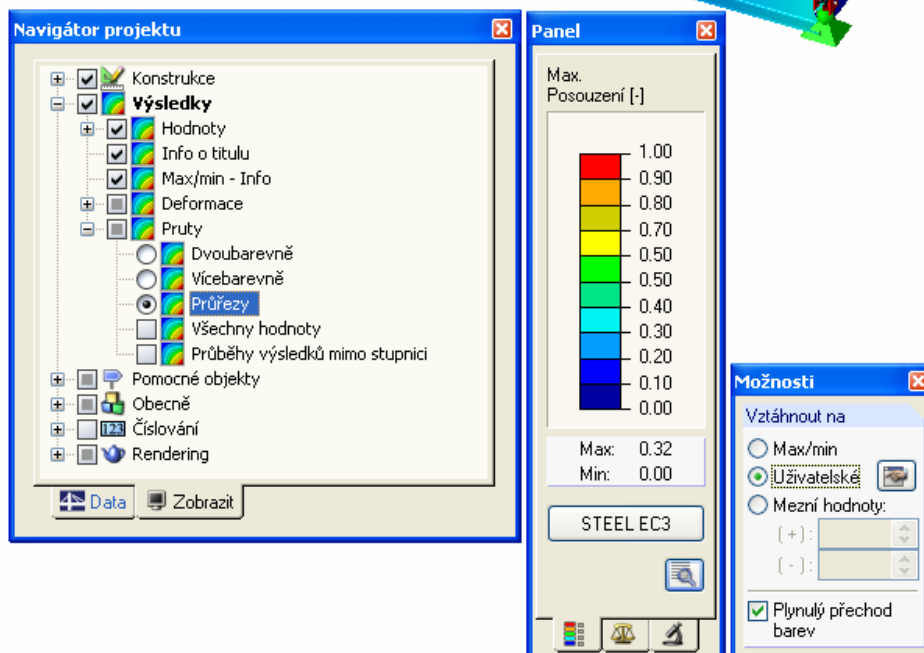 Navigátor projektu
Konstrukce
Výsledky
Hodnoty
Info o titulu
Max/min - Info
Deformace
Pruty
Dvoubarevně
Vícebarevně
Průřezy
Všechny hodnoty
Průběhy výsledků mimo stupnici
Pomocné objekty
Obecně
123 Číslování
Rendering
Data Zobrazit
Panel
Max.
Posouzení [-]
1.00
0.90
0.80
0.70
0.50
0.50
0.40
0.30
0.20
0.10
0.00
Max: 0.32
Min: 0.00
STEEL EC3
Možnosti
Vztáhnout na
Max/min
Uživatelské
Mezní hodnoty:
(+):
(-):
Plynulý přechod
barev